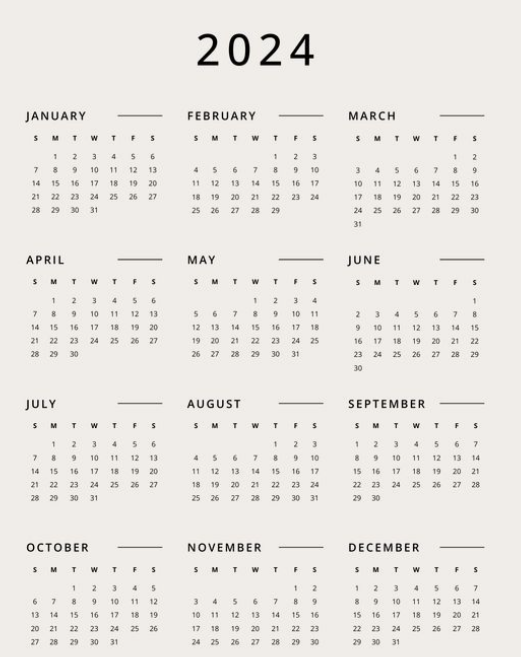 2024
JANUARY
S M T W T F S
1 2 3 4 5 6
7 8 9 10 11 12 13
14 15 16 17 18 19 20
21 22 23 24 25 26 27
28 29 30 31
FEBRUARY
S M T W T F S
1 2 3
4 5 6 7 8 9 10
11 12 13 14 15 16 17
18 19 20 21 22 23 24
25 26 27 28 29
MARCH
S M T W T F S
1 2
3 4 5 6 7 8 9
10 11 12 13 14 15 16
17 18 19 20 21 22 23
24 25 26 27 28 29 30
31
APRIL
S M T W T F S
1 2 3 4 5 6
7 8 9 10 11 12 13
14 15 16 17 18 19 20
21 22 23 24 25 26 27
28 29 30
MAY
S M T W T F S
1 2 3 4
5 6 7 8 9 10 11
12 13 14 15 16 17 18
19 20 21 22 23 24 25
26 27 28 29 30 31
JUNE
S M T W T F S
1
2 3 4 5 6 7 8
9 10 11 12 13 14 15
16 17 18 19 20 21 22
23 24 25 26 27 28 29
30
JULY
S M T W T F S
1 2 3 4 5 6
7 8 9 10 11 12 13
14 15 16 17 18 19 20
21 22 23 24 25 26 27
28 29 30 31
AUGUST
S M T W T F S
1 2 3
4 5 6 7 8 9 10
11 12 13 14 15 16 17
18 19 20 21 22 23 24
25 26 27 28 29 30 31
SEPTEMBER
S M T W T F S
1 2 3 4 5 6 7
8 9 10 11 12 13 14
15 16 17 18 19 20 21
22 23 24 25 26 27 28
29 30
OCTOBER
S M T W T F S
1 2 3 4 5
6 7 8 9 10 11 12
13 14 15 16 17 18 19
20 21 22 23 24 25 26
27 28 29 30 31
NOVEMBER
S M T W T F S
1 2
3 4 5 6 7 8 9
10 11 12 13 14 15 16
17 18 19 20 21 22 23
24 25 26 27 28 29 30
DECEMBER
S M T W T F S
1 2 3 4 5 6 7
8 9 10 11 12 13 14
15 16 17 18 19 20 21
22 23 24 25 26 27 28
29 30 31